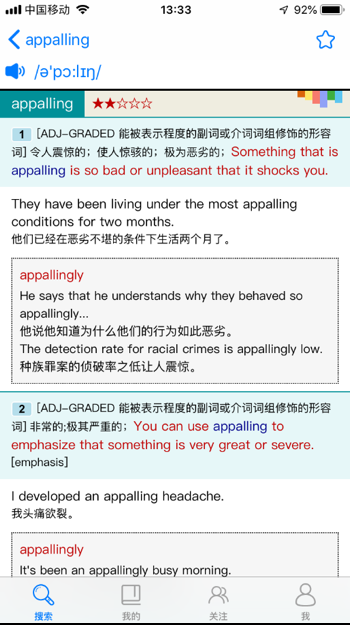 中国移动 13:33 92%
appalling
/ə'pɔ:lɪŋ/
appalling ★★☆☆☆
1 [ADJ-GRADED 能被表示程度的副词或介词词组修饰的形容
词] 令人震惊的；使人惊骇的；极为恶劣的；Something that is
appalling is so bad or unpleasant that it shocks you.
They have been living under the most appalling
conditions for two months.
他们已经在恶劣不堪的条件下生活两个月了。
appallingly
He says that he understands why they behaved so
appallingly...
他说他知道为什么他们的行为如此恶劣。
The detection rate for racial crimes is appallingly low.
种族罪案的侦破率之低让人震惊。
2 [ADJ-GRADED 能被表示程度的副词或介词词组修饰的形容
词] 非常的;极其严重的；You can use appalling to
emphasize that something is very great or severe.
[emphasis]
I developed an appalling headache.
我头痛欲裂。
appallingly
It's been an appallingly busy morning.
搜索 我的 关注 我